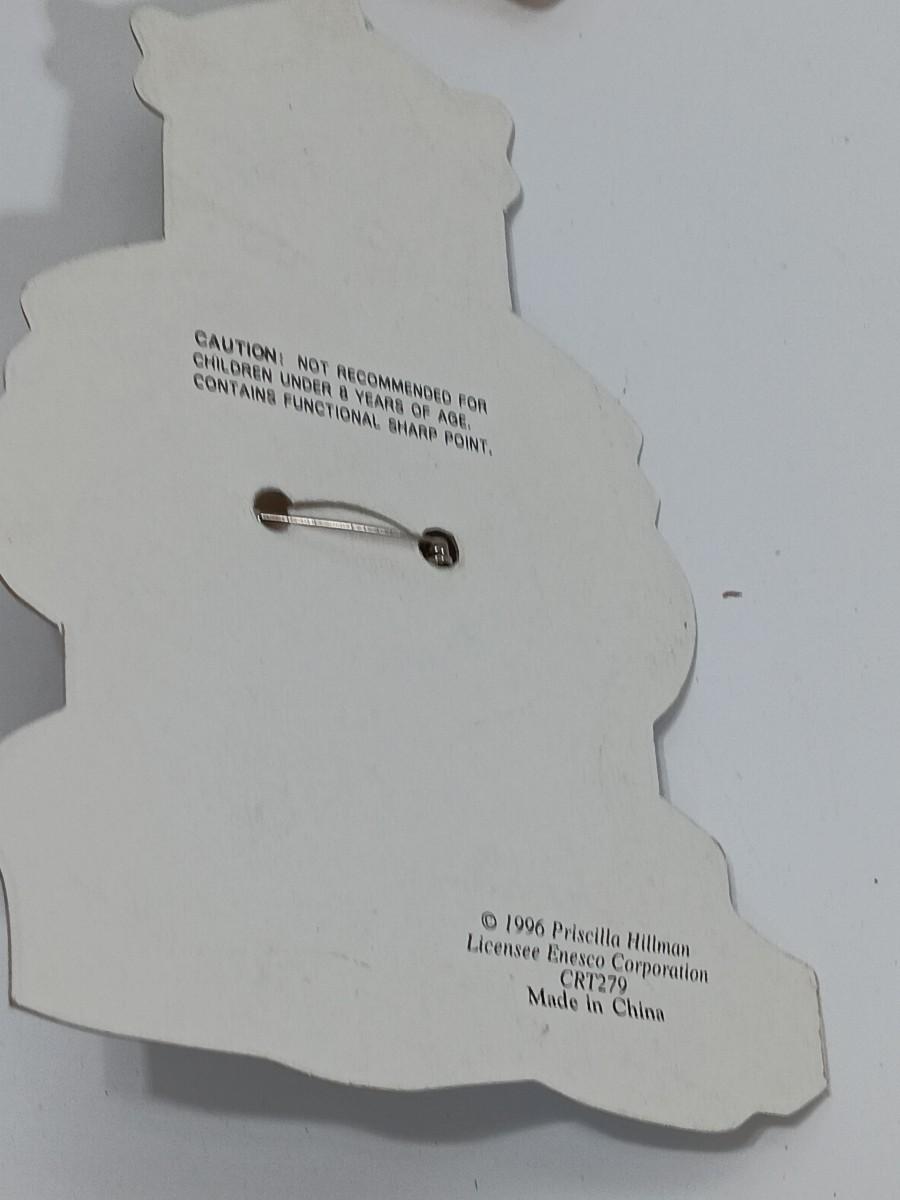 CAUTION: NOT RECOMMENDED FOR
CHILDREN UNDER 8 YEARS OF AGE.
CONTAINS FUNCTIONAL SHARP POINT.
© 1996 Priscilla Hillman
Licensee Enesco Corporation
CRT279
Made in China